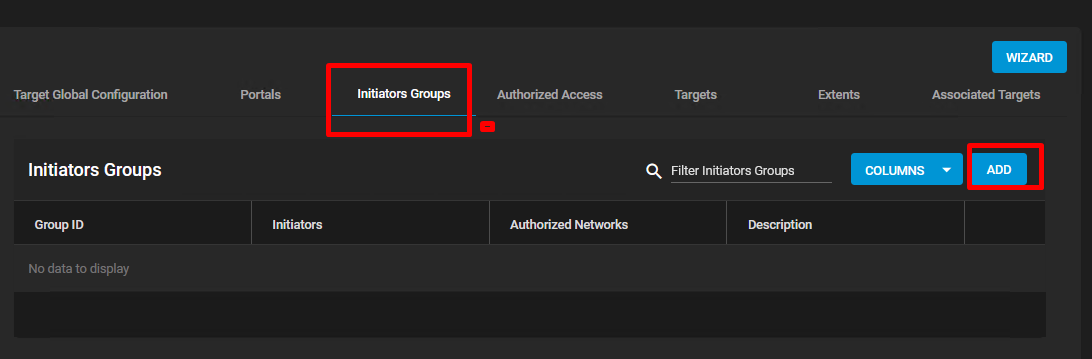 WIZARD
Target Global Configuration Portals Initiators Groups Authorized Access Targets Extents Associated Targets
Initiators Groups Filter Initiators Groups COLUMNS ADD
Group ID Initiators Authorized Networks Description
No data to display